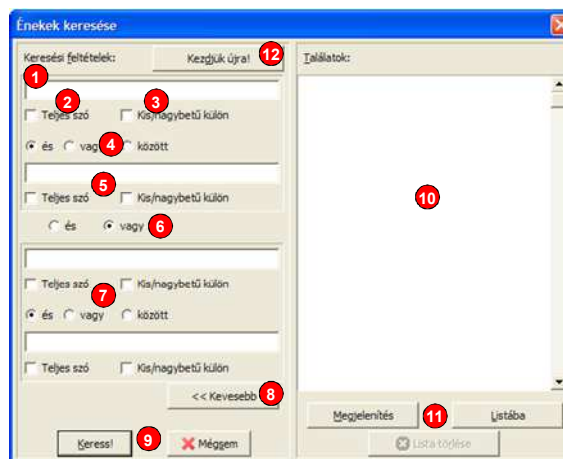 Énekek keresése
Keresési feltételek:
Kezdjük újra!
12
Találatok:
1
2
3
Teljes szó
Kis/nagybetű külön
és
vagy
4
között
5
Teljes szó
Kis/nagybetű külön
10
és
vagy
6
Teljes szó
7
Kis/nagybetű külön
és
vagy
között
Teljes szó
Kis/nagybetű külön
<< Kevesebb
8
Megjelenítés
11
Listába
Keress!
9
Mégsem
Lista törlése